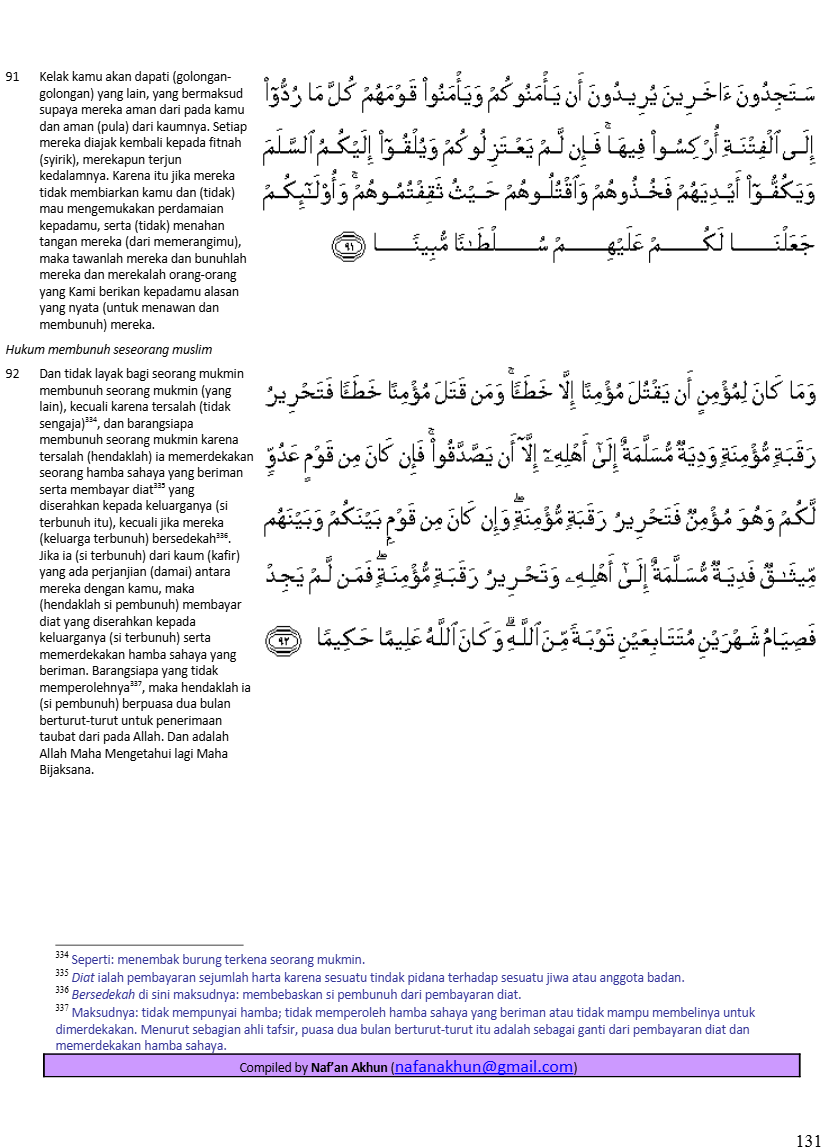 91 Kelak kamu akan dapati (golongan-
golongan) yang lain, yang bermaksud
supaya mereka aman dari pada kamu
dan aman (pula) dari kaumnya. Setiap
mereka diajak kembali kepada fitnah
(syirik), merekapun terjun
kedalamnya. Karena itu jika mereka
tidak membiarkan kamu dan (tidak)
mau mengemukakan perdamaian
kepadamu, serta (tidak) menahan
tangan mereka (dari memerangimu),
maka tawanlah mereka dan bunuhlah
mereka dan merekalah orang-orang
yang Kami berikan kepadamu alasan
yang nyata (untuk menawan dan
membunuh) mereka.
سَتَجِدُونَ ءَاخَرِينَ يُرِيدُونَ أَن يَأْمَنُوكُمْ وَيَأْمَنُوا۟ قَوْمَهُمْ كُلَّ مَا رُدُّوٓا۟
إِلَى ٱلْفِتْنَةِ أُرْكِسُوا۟ فِيهَا ۚ فَإِن لَّمْ يَعْتَزِلُوكُمْ وَيُلْقُوٓا۟ إِلَيْكُمُ ٱلسَّلَمَ
وَيَكُفُّوٓا۟ أَيْدِيَهُمْ فَخُذُوهُمْ وَٱقْتُلُوهُمْ حَيْثُ ثَقِفْتُمُوهُمْ ۚ وَأُو۟لَـٰٓئِكُمْ
جَعَلْنَا لَكُمْ عَلَيْهِمْ سُلْطَـٰنًا مُّبِينًا ٩١
Hukum membunuh seseorang muslim
92 Dan tidak layak bagi seorang mukmin
membunuh seorang mukmin (yang
lain), kecuali karena tersalah (tidak
sengaja)³³⁴, dan barangsiapa
membunuh seorang mukmin karena
tersalah (hendaklah) ia memerdekakan
seorang hamba sahaya yang beriman
serta membayar diat³³⁵ yang
diserahkan kepada keluarganya (si
terbunuh itu), kecuali jika mereka
(keluarga terbunuh) bersedekah³³⁶.
Jika ia (si terbunuh) dari kaum (kafir)
yang ada perjanjian (damai) antara
mereka dengan kamu, maka
(hendaklah si pembunuh) membayar
diat yang diserahkan kepada
keluarganya (si terbunuh) serta
memerdekakan hamba sahaya yang
beriman. Barangsiapa yang tidak
memperolehnya³³⁷, maka hendaklah ia
(si pembunuh) berpuasa dua bulan
berturut-turut untuk penerimaan
taubat dari pada Allah. Dan adalah
Allah Maha Mengetahui lagi Maha
Bijaksana.
وَمَا كَانَ لِمُؤْمِنٍ أَن يَقْتُلَ مُؤْمِنًا إِلَّا خَطَـًٔا ۚ وَمَن قَتَلَ مُؤْمِنًا خَطَـًٔا فَتَحْرِيرُ
رَقَبَةٍ مُّؤْمِنَةٍ وَدِيَةٌ مُّسَلَّمَةٌ إِلَىٰٓ أَهْلِهِۦٓ إِلَّآ أَن يَصَّدَّقُوا۟ ۚ فَإِن كَانَ مِن قَوْمٍ عَدُوٍّ
لَّكُمْ وَهُوَ مُؤْمِنٌ فَتَحْرِيرُ رَقَبَةٍ مُّؤْمِنَةٍ ۖ وَإِن كَانَ مِن قَوْمٍۭ بَيْنَكُمْ وَبَيْنَهُم
مِّيثَـٰقٌ فَدِيَةٌ مُّسَلَّمَةٌ إِلَىٰٓ أَهْلِهِۦ وَتَحْرِيرُ رَقَبَةٍ مُّؤْمِنَةٍ ۖ فَمَن لَّمْ يَجِدْ
فَصِيَامُ شَهْرَيْنِ مُتَتَابِعَيْنِ تَوْبَةً مِّنَ ٱللَّهِ ۗ وَكَانَ ٱللَّهُ عَلِيمًا حَكِيمًا ٩٢
³³⁴ Seperti: menembak burung terkena seorang mukmin.
³³⁵ Diat ialah pembayaran sejumlah harta karena sesuatu tindak pidana terhadap sesuatu jiwa atau anggota badan.
³³⁶ Bersedekah di sini maksudnya: membebaskan si pembunuh dari pembayaran diat.
³³⁷ Maksudnya: tidak mempunyai hamba; tidak memperoleh hamba sahaya yang beriman atau tidak mampu membelinya untuk
dimerdekakan. Menurut sebagian ahli tafsir, puasa dua bulan berturut-turut itu adalah sebagai ganti dari pembayaran diat dan
memerdekakan hamba sahaya.
Compiled by Naf'an Akhun (nafanakhun@gmail.com)
131